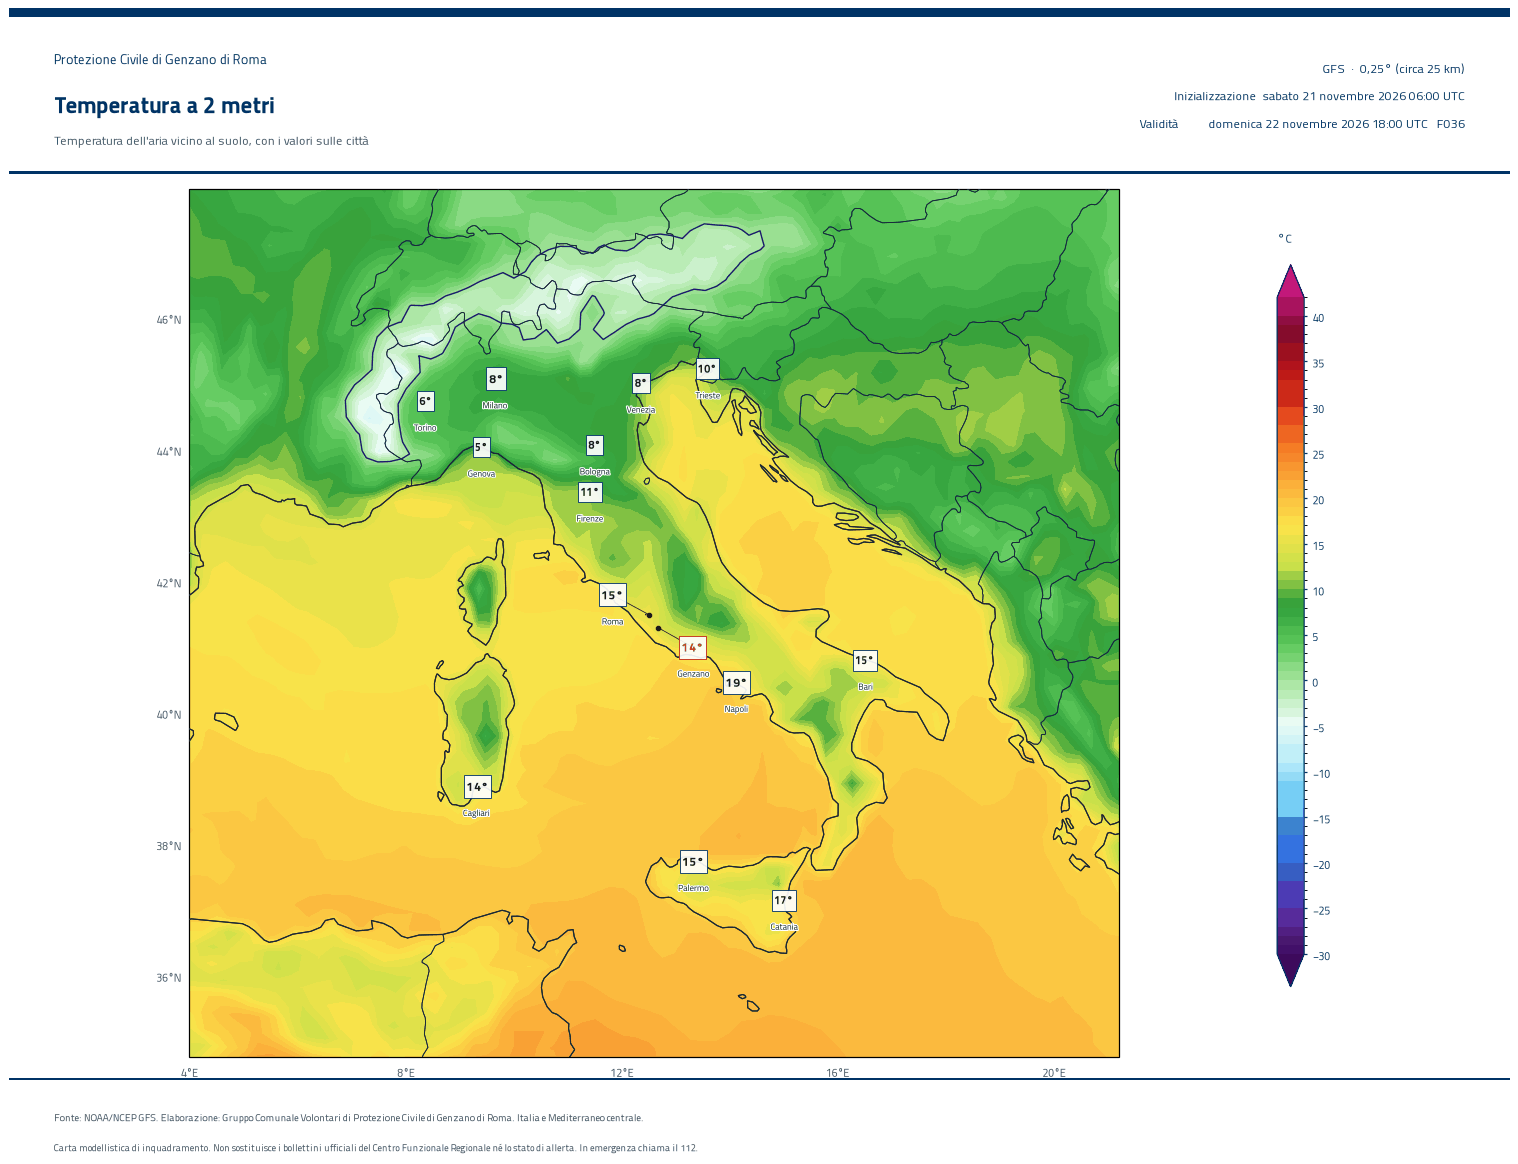 Protezione Civile di Genzano di Roma
Temperatura a 2 metri
Temperatura dell'aria vicino al suolo, con i valori sulle città
GFS · 0,25° (circa 25 km)
Inizializzazione sabato 21 novembre 2026 06:00 UTC
Validità domenica 22 novembre 2026 18:00 UTC F036
°C
46°N
44°N
42°N
40°N
38°N
36°N
4°E
8°E
12°E
16°E
20°E
6°
Torino
8°
Milano
8°
Venezia
10°
Trieste
5°
Genova
8°
Bologna
11°
Firenze
15°
Roma
14°
Genzano
19°
Napoli
15°
Bari
14°
Cagliari
15°
Palermo
17°
Catania
40
35
30
25
20
15
10
5
0
−5
−10
−15
−20
−25
−30
Fonte: NOAA/NCEP GFS. Elaborazione: Gruppo Comunale Volontari di Protezione Civile di Genzano di Roma. Italia e Mediterraneo centrale.
Carta modellistica di inquadramento. Non sostituisce i bollettini ufficiali del Centro Funzionale Regionale né lo stato di allerta. In emergenza chiama il 112.